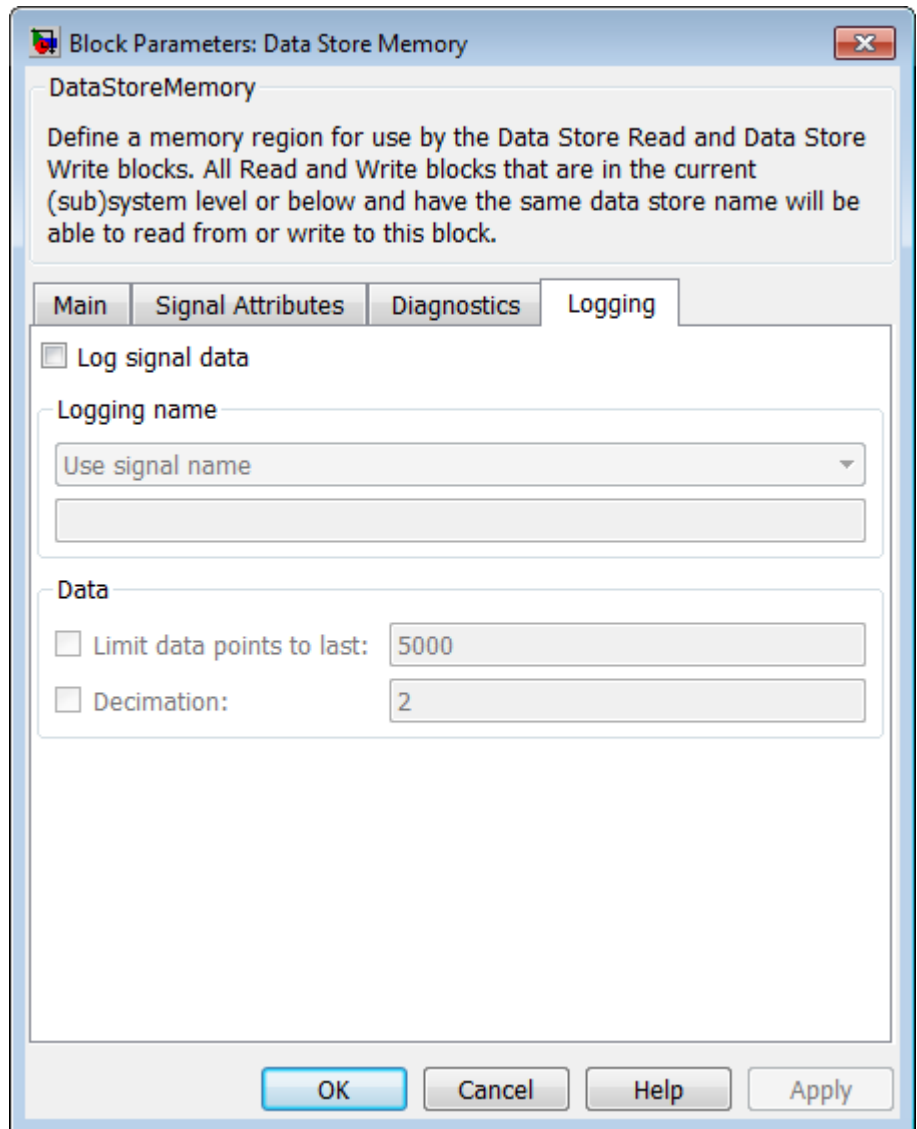 Block Parameters: Data Store Memory
DataStoreMemory
Define a memory region for use by the Data Store Read and Data Store
Write blocks. All Read and Write blocks that are in the current
(sub)system level or below and have the same data store name will be
able to read from or write to this block.
Main Signal Attributes Diagnostics Logging
Log signal data
Logging name
Use signal name
Data
Limit data points to last: 5000
Decimation: 2
OK Cancel Help Apply